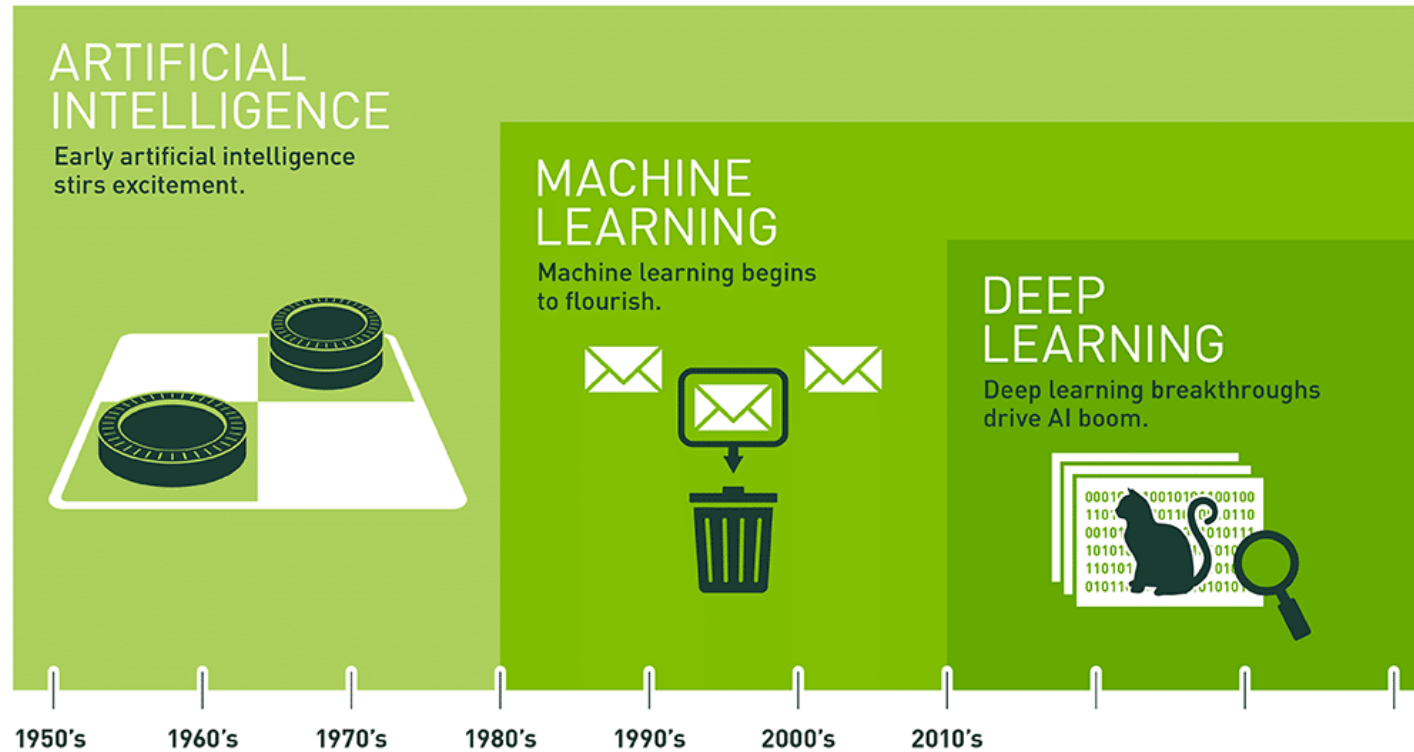 ARTIFICIAL
INTELLIGENCE
Early artificial intelligence
stirs excitement.
MACHINE
LEARNING
Machine learning begins
to flourish.
DEEP
LEARNING
Deep learning breakthroughs
drive AI boom.
1950's 1960's 1970's 1980's 1990's 2000's 2010's